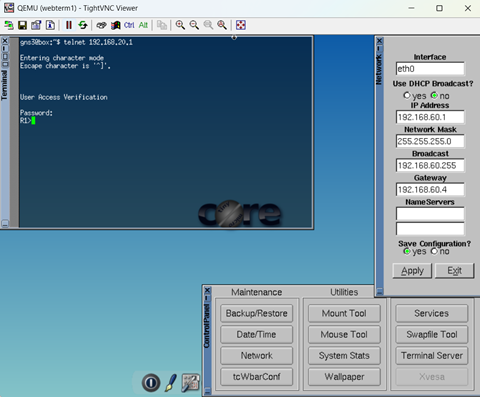 QEMU (webterm1) - TightVNC Viewer
Ctrl Alt
Terminal
gns3@box:~$ telnet 192.168.20.1
Entering character mode
Escape character is '^]'.
User Access Verification
Password:
R1>
core
Network
Interface
eth0
Use DHCP Broadcast?
yes no
IP Address
192.168.60.1
Network Mask
255.255.255.0
Broadcast
192.168.60.255
Gateway
192.168.60.4
NameServers
Save Configuration?
yes no
Apply Exit
ControlPanel
Maintenance Utilities
Backup/Restore Mount Tool Services
Date/Time Mouse Tool Swapfile Tool
Network System Stats Terminal Server
tcWbarConf Wallpaper Xvesa